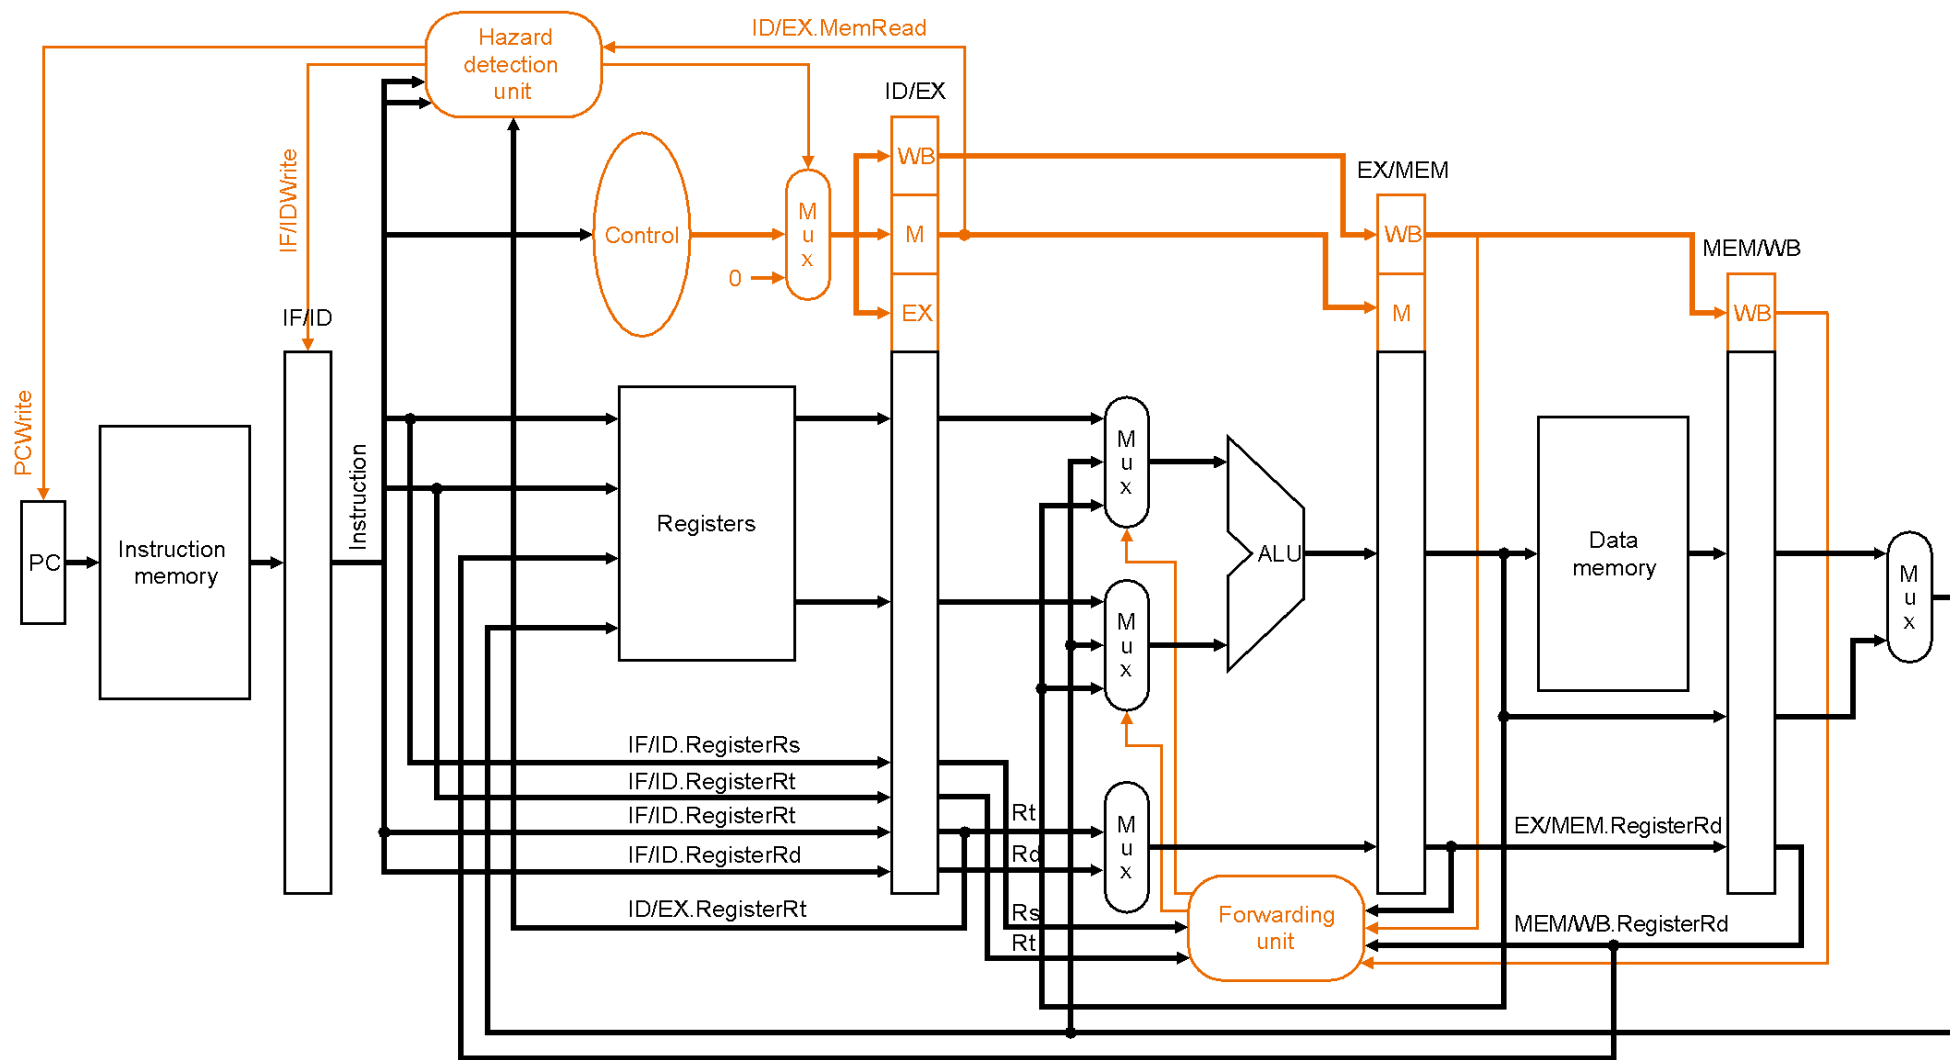 Hazard
detection
unit
ID/EX.MemRead
ID/EX
IF/IDWrite
WB
M
EX
Control
M
u
x
0
EX/MEM
WB
M
MEM/WB
WB
IF/ID
PCWrite
PC
Instruction
memory
Instruction
Registers
M
u
x
M
u
x
ALU
Data
memory
M
u
x
IF/ID.RegisterRs
IF/ID.RegisterRt
IF/ID.RegisterRt
IF/ID.RegisterRd
ID/EX.RegisterRt
Rt
Rd
M
u
x
Rs
Rt
Forwarding
unit
EX/MEM.RegisterRd
MEM/WB.RegisterRd